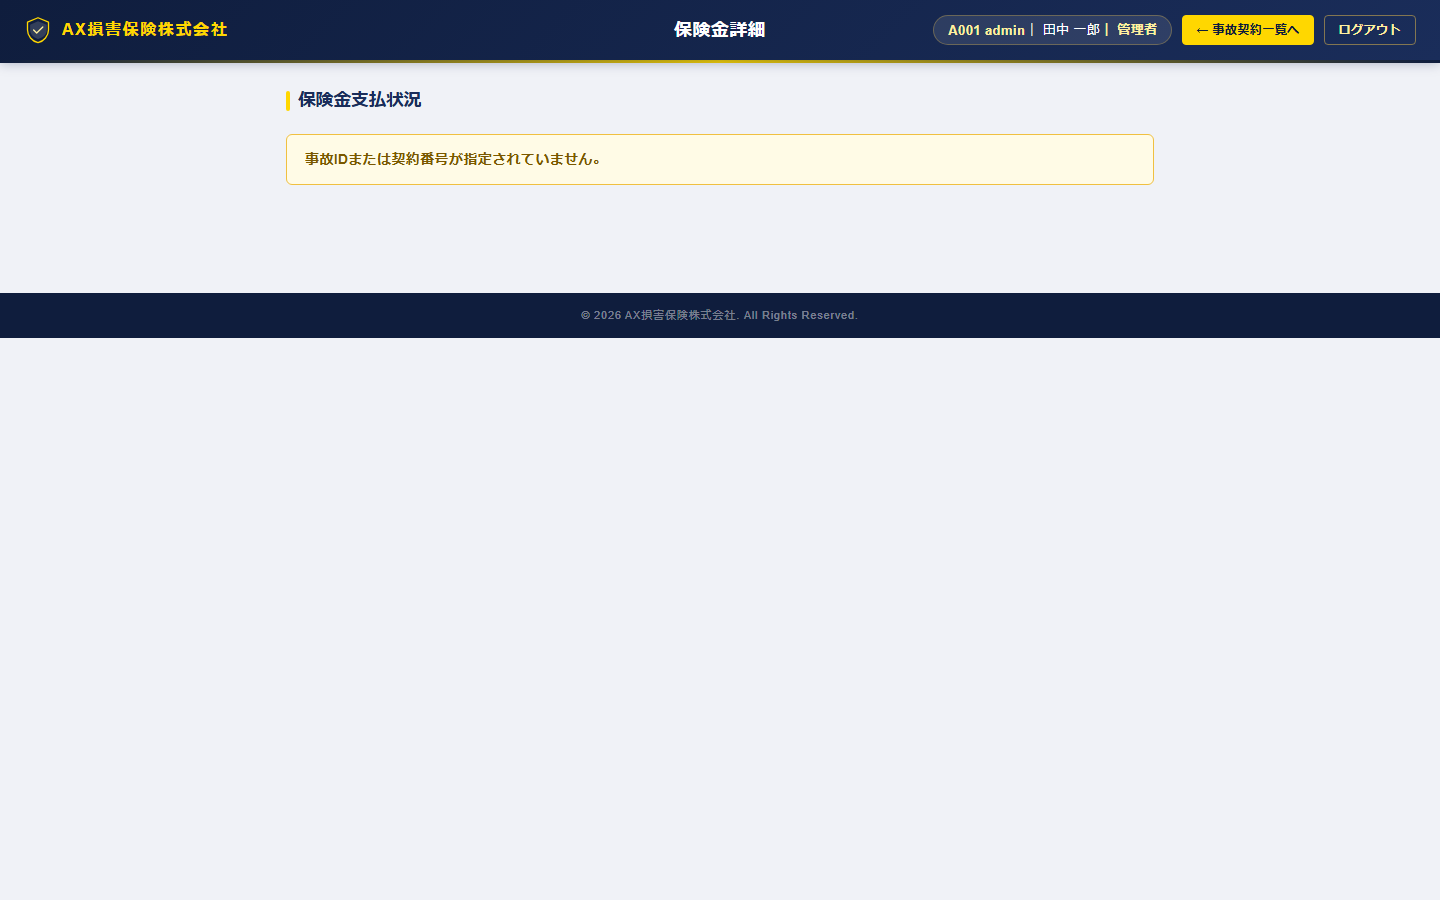 AX損害保険株式会社
保険金詳細
A001 admin｜ 田中 一郎｜ 管理者
← 事故契約一覧へ
ログアウト
保険金支払状況
事故IDまたは契約番号が指定されていません。
© 2026 AX損害保険株式会社. All Rights Reserved.